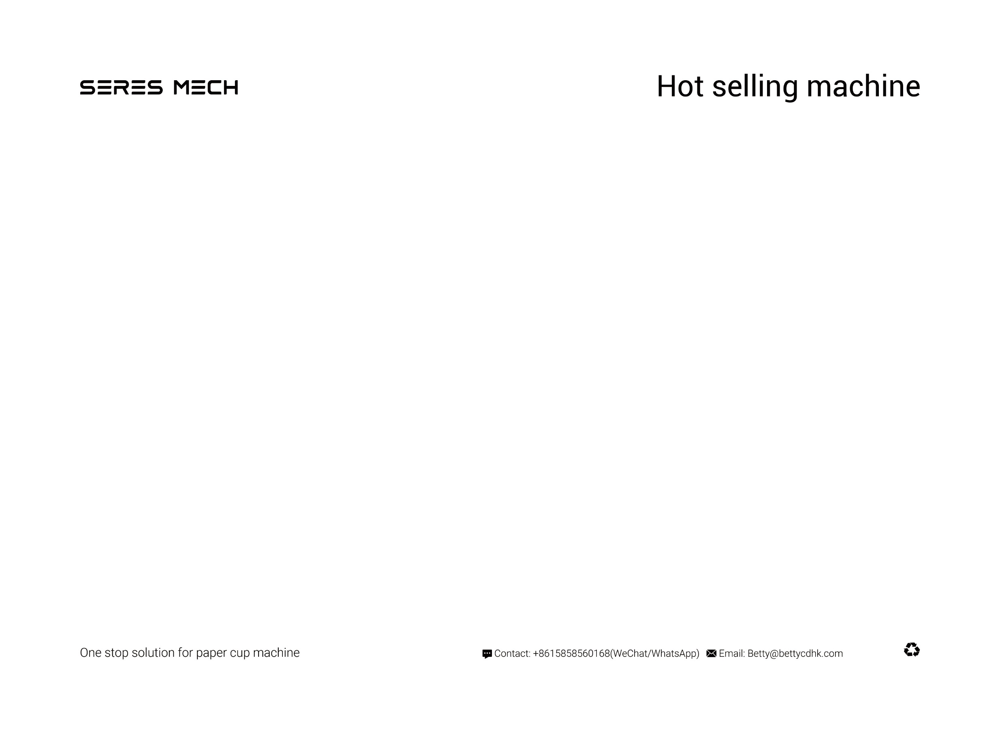 SERES MECH
Hot selling machine
One stop solution for paper cup machine
Contact: +8615858560168(WeChat/WhatsApp)
Email: Betty@bettycdhk.com